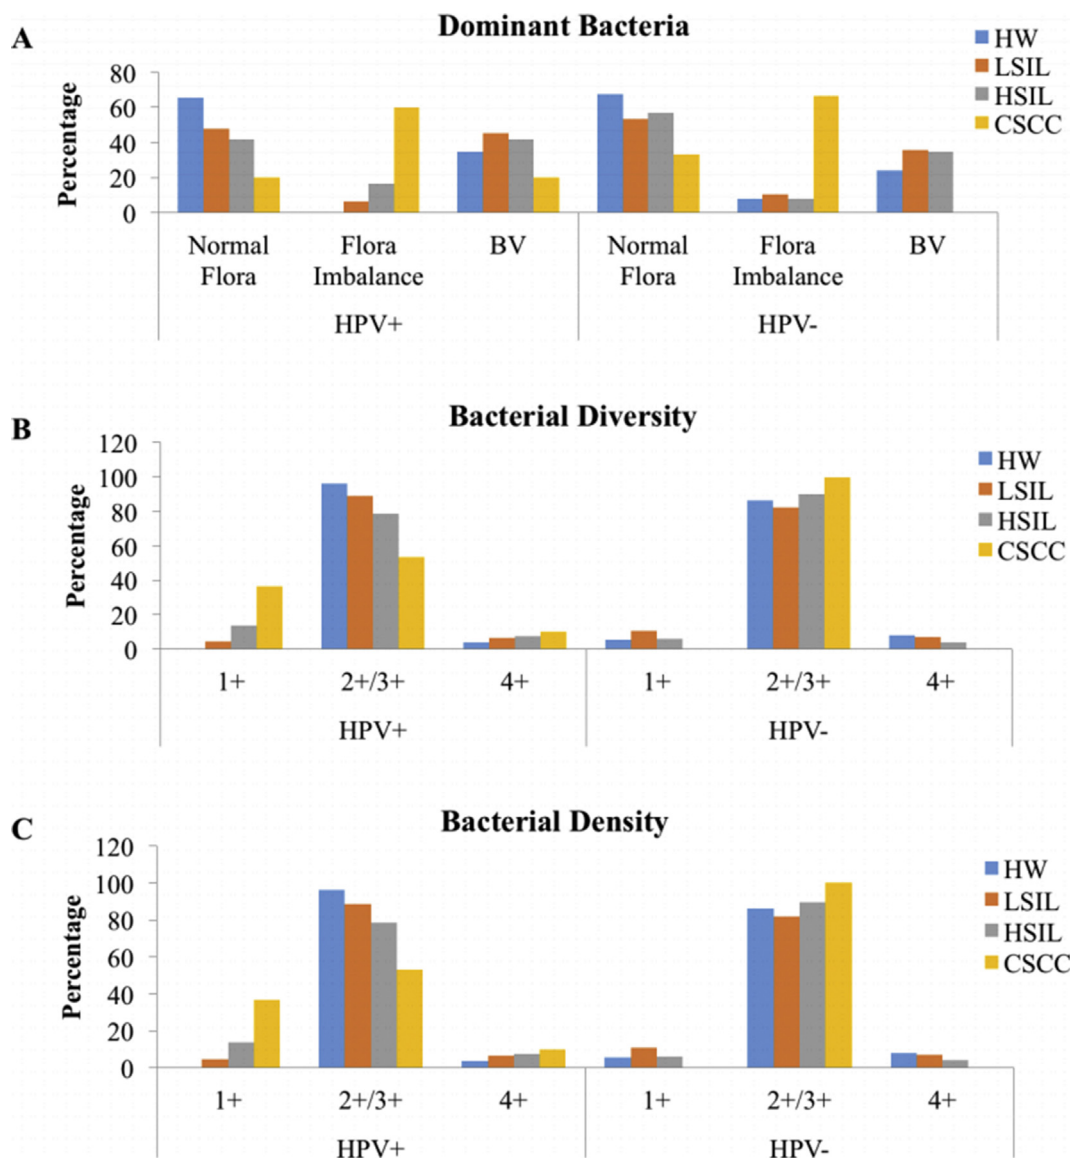 A
Dominant Bacteria
HW
LSIL
HSIL
CSCC
Percentage
80
60
40
20
0
Normal Flora
Flora Imbalance
BV
Normal Flora
Flora Imbalance
BV
HPV+
HPV-
B
Bacterial Diversity
HW
LSIL
HSIL
CSCC
Percentage
120
100
80
60
40
20
0
1+ 2+/3+ 4+ 1+ 2+/3+ 4+
HPV+ HPV-
C
Bacterial Density
HW
LSIL
HSIL
CSCC
Percentage
120
100
80
60
40
20
0
1+ 2+/3+ 4+ 1+ 2+/3+ 4+
HPV+ HPV-